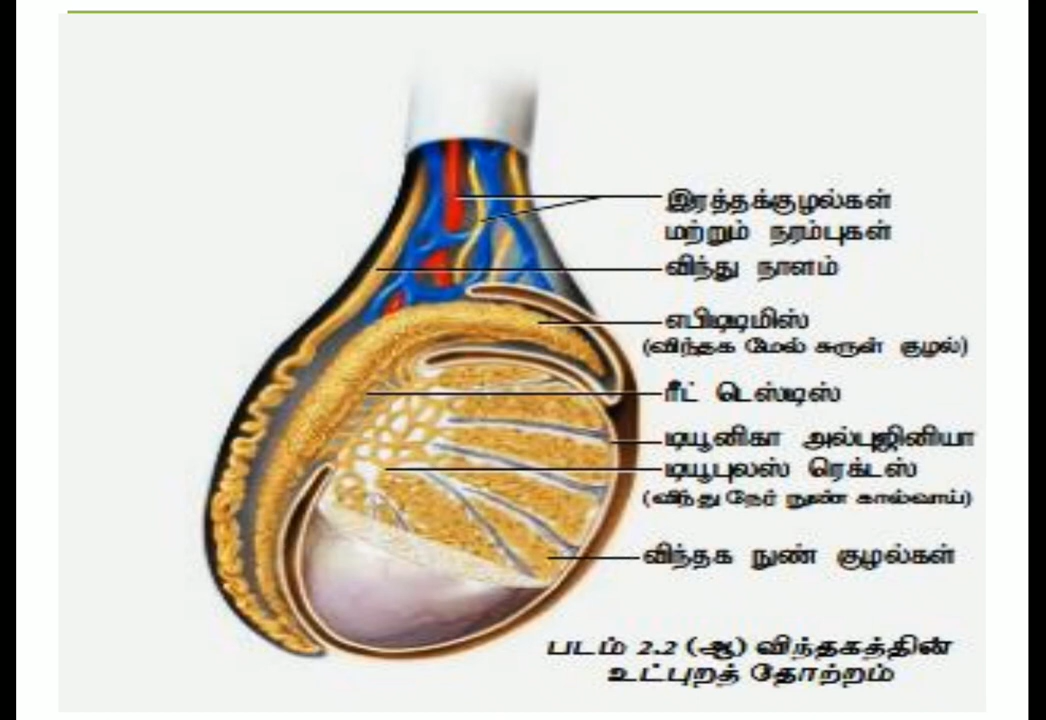 இரத்தக்குழல்கள்
மற்றும் நரம்புகள்
விந்து நாளம்
எபிடிடிமிஸ்
(விந்தக மேல் சுருள் குழல்)
ரீட் டெஸ்டிஸ்
டியூனிகா அல்புஜினியா
டியூபுலஸ் ரெக்டஸ்
(விந்து நேர் நுண் கால்வாய்)
விந்தக நுண் குழல்கள்
படம் 2.2 (ஆ) விந்தகத்தின்
உட்புறத் தோற்றம்